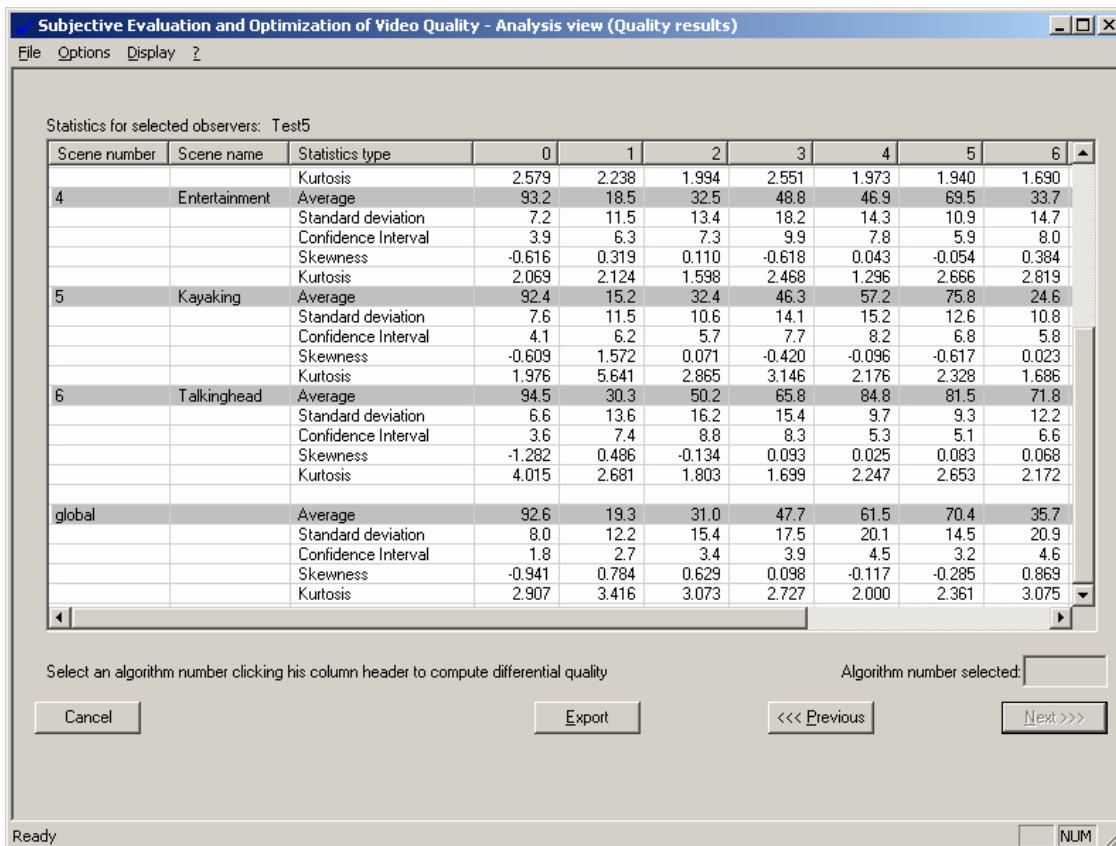 Subjective Evaluation and Optimization of Video Quality - Analysis view (Quality results)
File Options Display ?
Statistics for selected observers: Test5
Scene number Scene name Statistics type 0 1 2 3 4 5 6
Kurtosis 2.579 2.238 1.994 2.551 1.973 1.940 1.690
4 Entertainment Average 93.2 18.5 32.5 48.8 46.9 69.5 33.7
Standard deviation 7.2 11.5 13.4 18.2 14.3 10.9 14.7
Confidence Interval 3.9 6.3 7.3 9.9 7.8 5.9 8.0
Skewness -0.616 0.319 0.110 -0.618 0.043 -0.054 0.384
Kurtosis 2.069 2.124 1.598 2.468 1.296 2.666 2.819
5 Kayaking Average 92.4 15.2 32.4 46.3 57.2 75.8 24.6
Standard deviation 7.6 11.5 10.6 14.1 15.2 12.6 10.8
Confidence Interval 4.1 6.2 5.7 7.7 8.2 6.8 5.8
Skewness -0.609 1.572 0.071 -0.420 -0.096 -0.617 0.023
Kurtosis 1.976 5.641 2.865 3.146 2.176 2.328 1.686
6 Talkinghead Average 94.5 30.3 50.2 65.8 84.8 81.5 71.8
Standard deviation 6.6 13.6 16.2 15.4 9.7 9.3 12.2
Confidence Interval 3.6 7.4 8.8 8.3 5.3 5.1 6.6
Skewness -1.282 0.486 -0.134 0.093 0.025 0.083 0.068
Kurtosis 4.015 2.681 1.803 1.699 2.247 2.653 2.172
global Average 92.6 19.3 31.0 47.7 61.5 70.4 35.7
Standard deviation 8.0 12.2 15.4 17.5 20.1 14.5 20.9
Confidence Interval 1.8 2.7 3.4 3.9 4.5 3.2 4.6
Skewness -0.941 0.784 0.629 0.098 -0.117 -0.285 0.869
Kurtosis 2.907 3.416 3.073 2.727 2.000 2.361 3.075
Select an algorithm number clicking his column header to compute differential quality Algorithm number selected:
Cancel Export <<< Previous Next >>>
Ready NUM